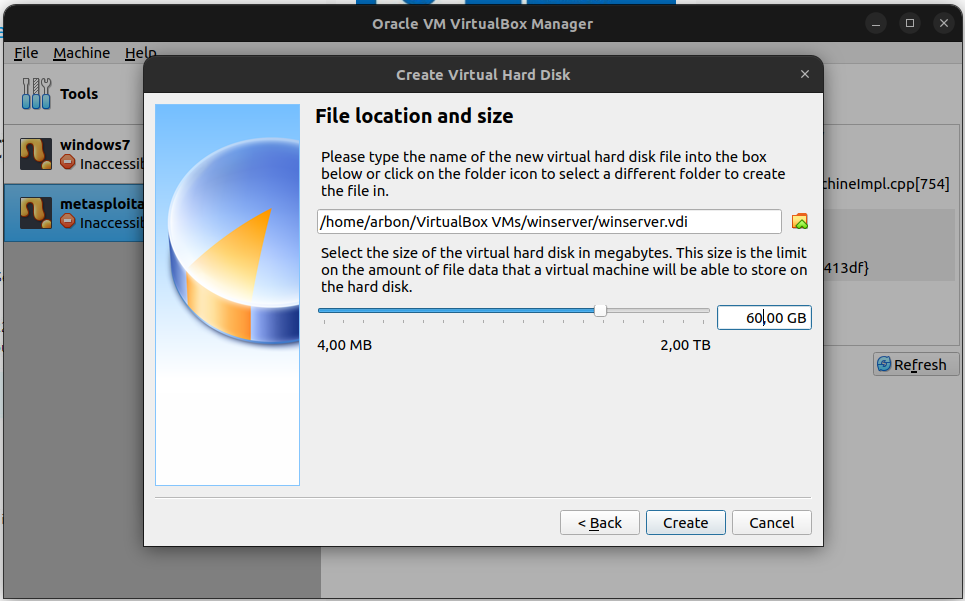 Oracle VM VirtualBox Manager
File Machine Help
Create Virtual Hard Disk
Tools
windows7
Inaccessib
metasploita
Inaccessib
File location and size
Please type the name of the new virtual hard disk file into the box
below or click on the folder icon to select a different folder to create
the file in.
/home/arbon/VirtualBox VMs/winserver/winserver.vdi
Select the size of the virtual hard disk in megabytes. This size is the limit
on the amount of file data that a virtual machine will be able to store on
the hard disk.
60,00 GB
4,00 MB 2,00 TB
< Back Create Cancel
chineImpl.cpp[754]
413df}
Refresh